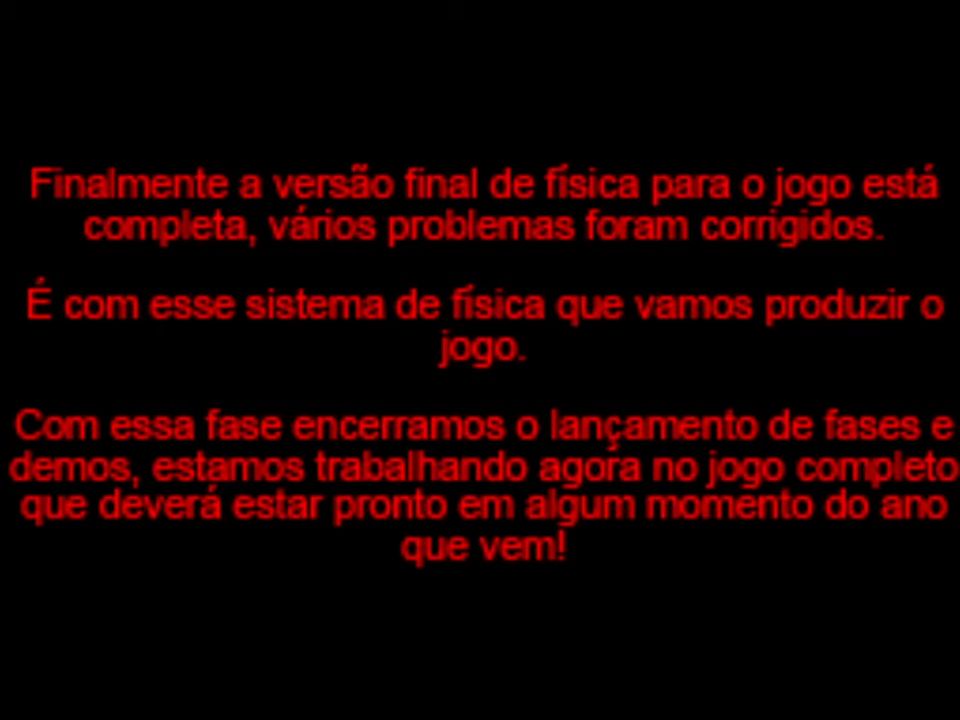 Finalmente a versão final de física para o jogo está
completa, vários problemas foram corrigidos.
É com esse sistema de física que vamos produzir o
jogo.
Com essa fase encerramos o lançamento de fases e
demos, estamos trabalhando agora no jogo completo
que deverá estar pronto em algum momento do ano
que vem!